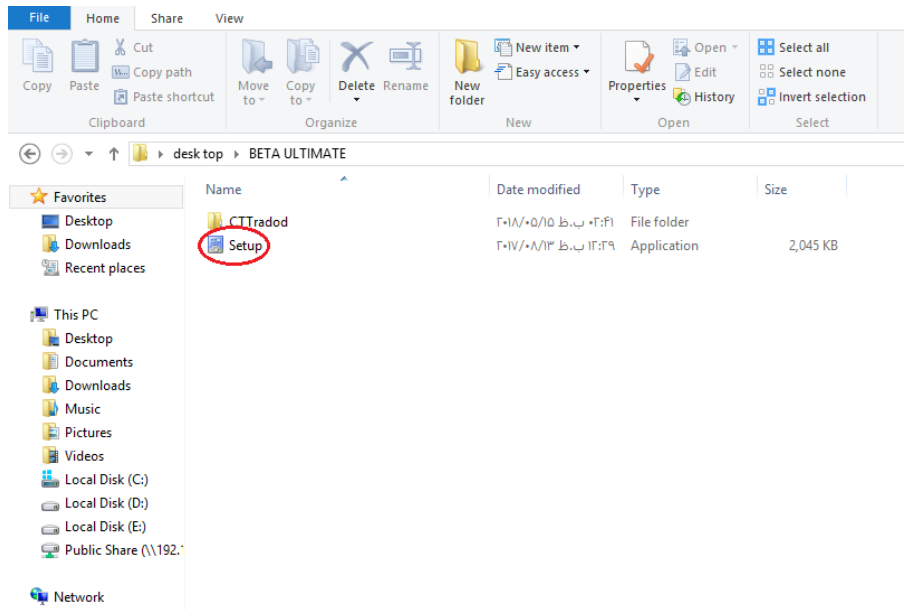 File Home Share View
Copy
Paste
Cut
Copy path
Paste shortcut
Clipboard
Move to
Copy to
Delete
Rename
Organize
New folder
New item
Easy access
New
Properties
Open
Edit
History
Open
Select all
Select none
Invert selection
Select
desk top BETA ULTIMATE
Name Date modified Type Size
CTTradod ۲۰۱۸/۰۵/۱۵ ب.ظ ۰۲:۴۱ File folder
Setup ۲۰۱۷/۰۸/۱۳ ب.ظ ۱۲:۲۹ Application 2,045 KB
Favorites
Desktop
Downloads
Recent places
This PC
Desktop
Documents
Downloads
Music
Pictures
Videos
Local Disk (C:)
Local Disk (D:)
Local Disk (E:)
Public Share (\\192.
Network